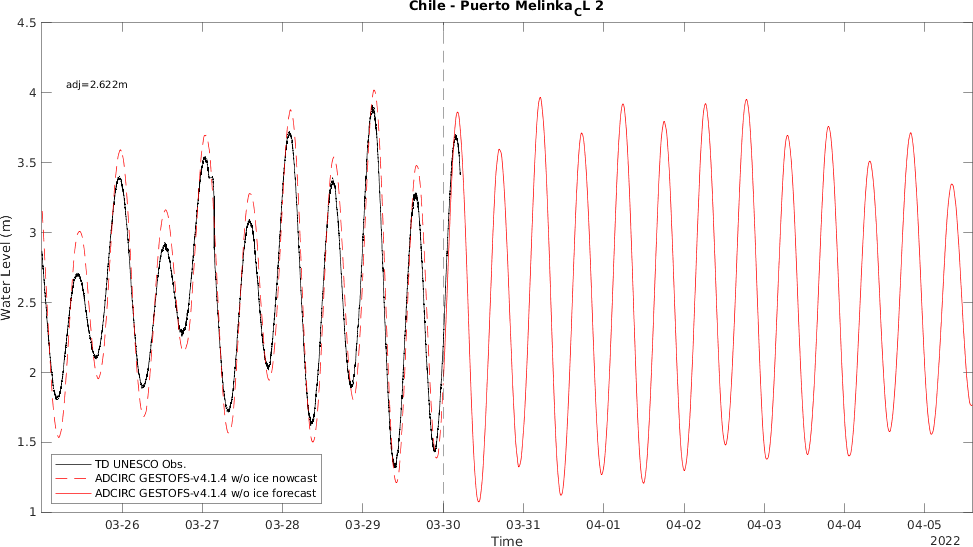 Chile - Puerto Melinka_CL 2
adj=2.622m
Water Level (m)
4.5
4
3.5
3
2.5
2
1.5
1
TD UNESCO Obs.
ADCIRC GESTOFS-v4.1.4 w/o ice nowcast
ADCIRC GESTOFS-v4.1.4 w/o ice forecast
03-26 03-27 03-28 03-29 03-30 03-31 04-01 04-02 04-03 04-04 04-05
Time
2022